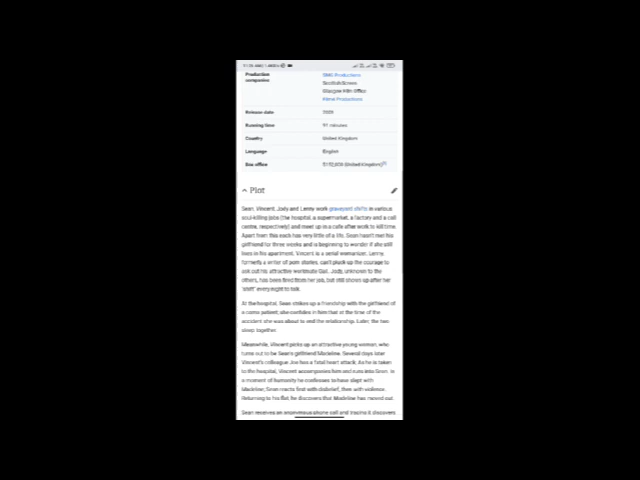 Production
companies
Scottish Screen
Glasgow Film Office
Kismai Productions
Release date
Running time
91 minutes
Country
United Kingdom
Language
English
Box office
(United Kingdom)
Plot
Sean, Vincent, Jody and Lenny work graveyard shifts in various
soul-killing jobs (the hospital, a supermarket, a factory and a call
centre, respectively) and meet up in a cafe after work to kill time.
Apart from this each has very little of a life. Sean hasn't met his
girlfriend for three weeks and is beginning to wonder if she still
lives in his apartment. Vincent is a serial womanizer. Lenny,
formerly a writer of porn stories, can't pluck up the courage to
ask out his attractive workmate Gail. Jody, unknown to the
others, has been fired from her job, but still shows up after her
"shift" every night to talk.
At the hospital, Sean strikes up a friendship with the girlfriend of
a coma patient; she confides in him that at the time of the
accident she was about to end the relationship. Later, the two
sleep together.
Meanwhile, Vincent picks up an attractive young woman, who
turns out to be Sean's girlfriend Madeline. Several days later
Vincent's colleague Joe has a fatal heart attack. As he is taken
to the hospital, Vincent accompanies him and runs into Sean. In
a moment of humanity he confesses to have slept with
Madeline; Sean reacts first with disbelief, then with violence.
Returning to his flat, he discovers that Madeline has moved out.
Sean receives an anonymous phone call and tracing it discovers